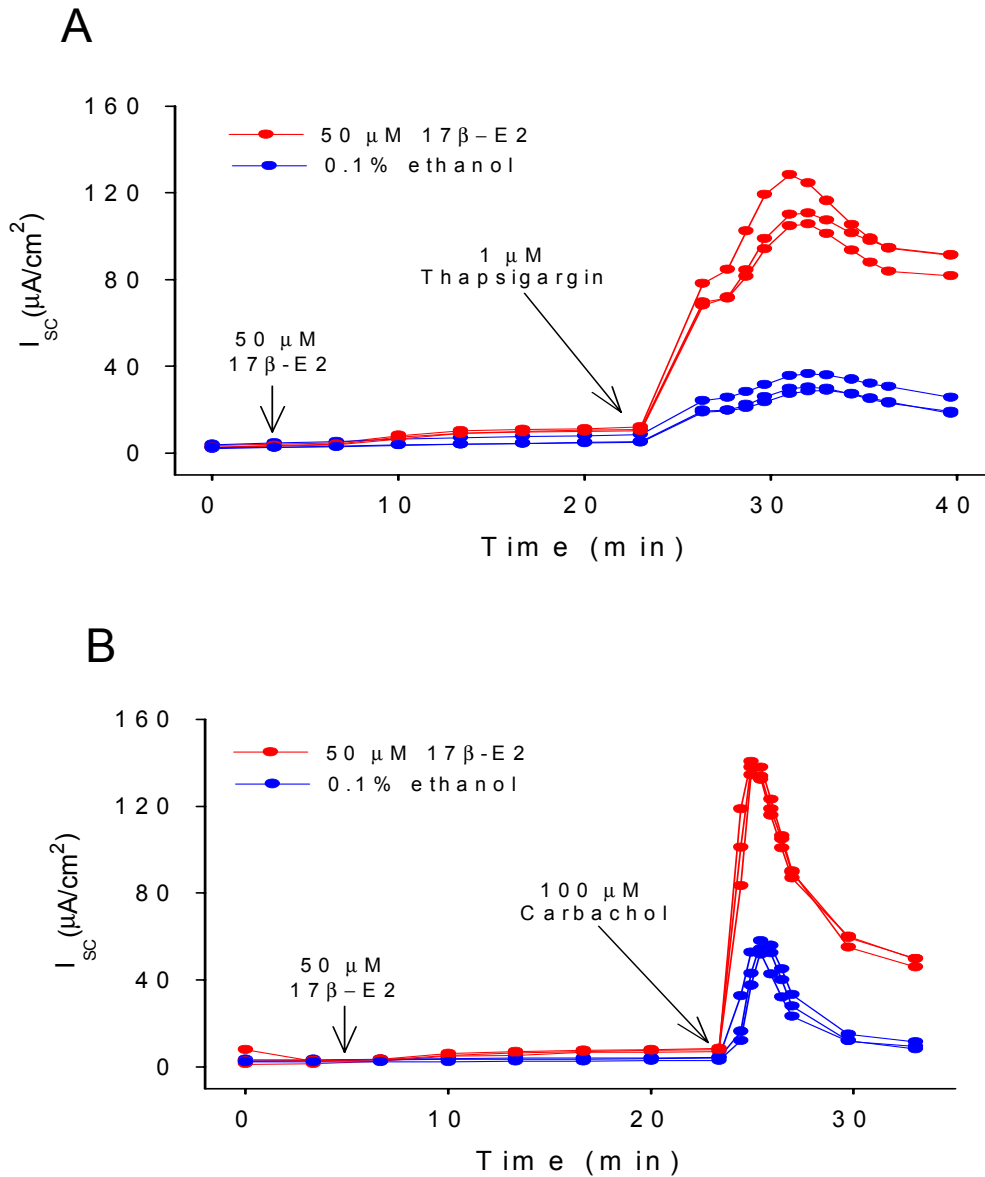 A
160
120
80
40
0
I SC (μA/cm²)
50 μM 17β–E2
0.1% ethanol
1 μM
Thapsigargin
50 μM
17β-E2
0 10 20 30 40
Time (min)
B
160
120
80
40
0
I SC (μA/cm²)
50 μM 17β-E2
0.1% ethanol
100 μM
Carbachol
50 μM
17β–E2
0 10 20 30
Time (min)